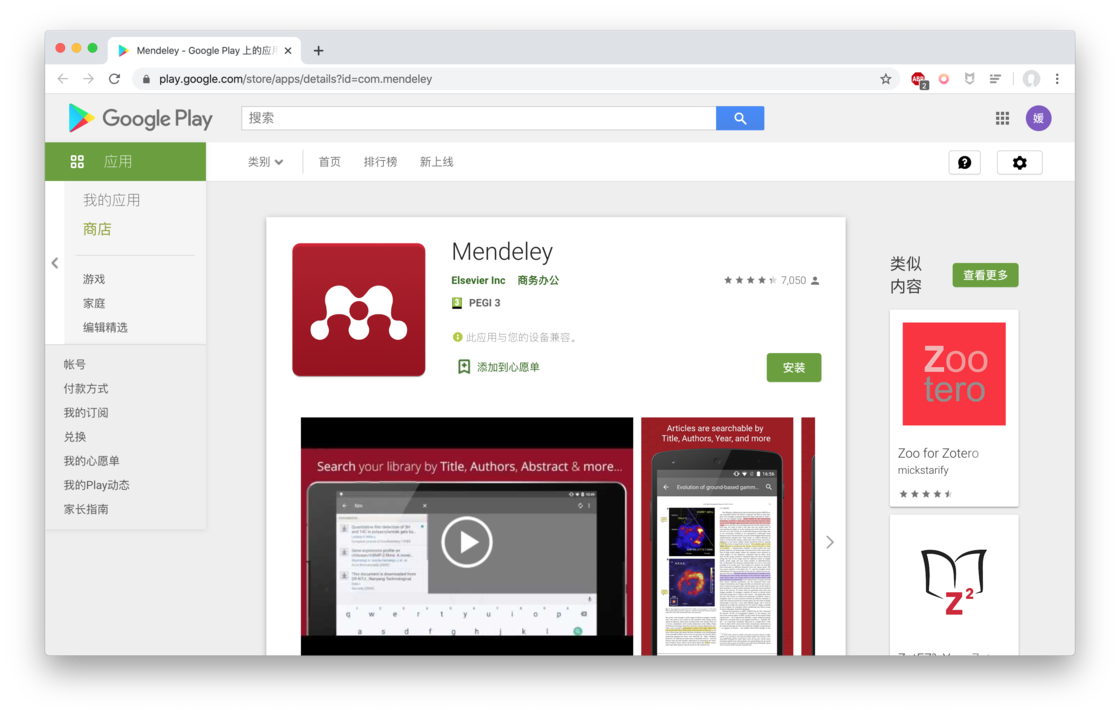 Mendeley - Google Play 上的应用
play.google.com/store/apps/details?id=com.mendeley
ABP
2
Google Play
搜索
媛
应用
类别
首页
排行榜
新上线
我的应用
商店
游戏
家庭
编辑精选
帐号
付款方式
我的订阅
兑换
我的心愿单
我的Play动态
家长指南
Mendeley
Elsevier Inc 商务办公
7,050
3 PEGI 3
此应用与您的设备兼容。
添加到心愿单
安装
Search your library by Title, Authors, Abstract & more...
q w e r t y u i o p
a s d f g h j k l
Articles are searchable by
Title, Authors, Year, and more
16:56
Evolution of ground-based gamm...
类似
内容
查看更多
Zoo
tero
Zoo for Zotero
mickstarify
Z²